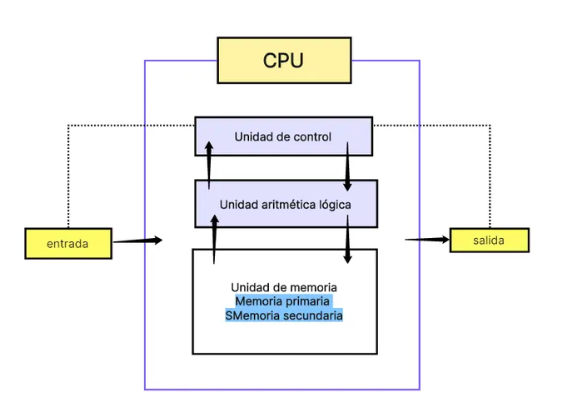 CPU
Unidad de control
Unidad aritmética lógica
entrada
salida
Unidad de memoria
Memoria primaria
SMemoria secundaria